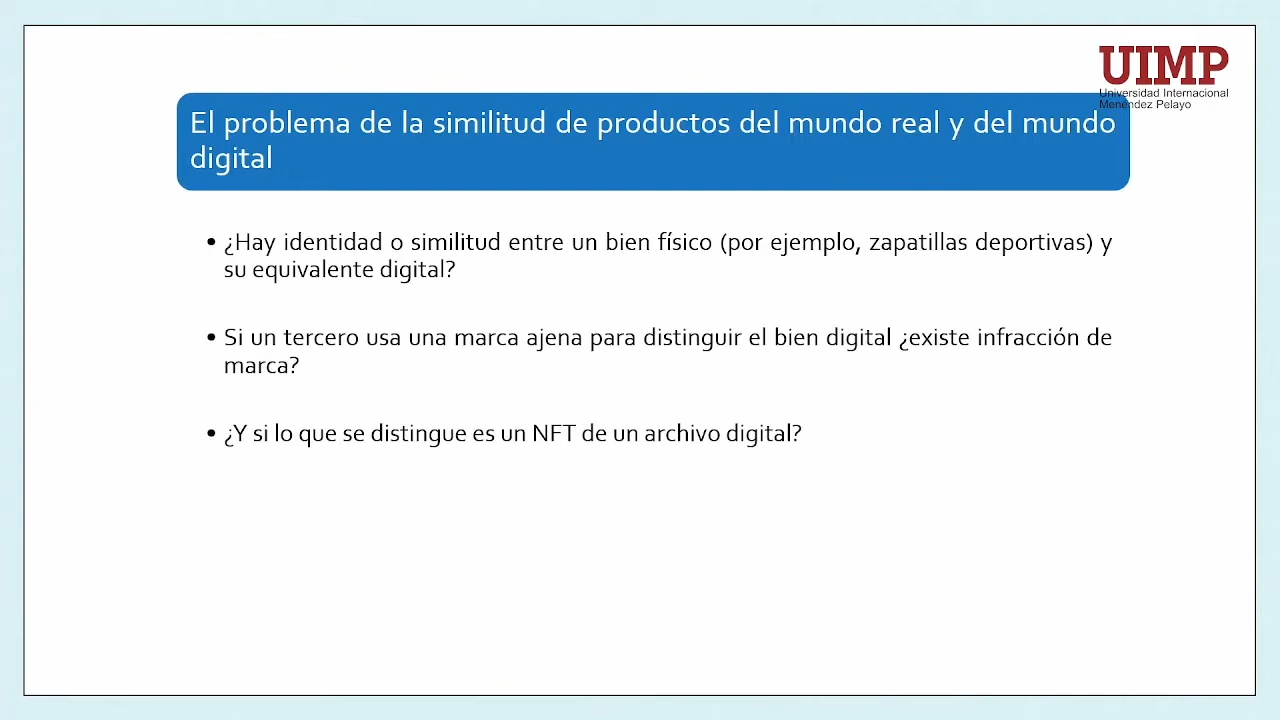 UIMP
Universidad Internacional
Menéndez Pelayo
El problema de la similitud de productos del mundo real y del mundo
digital
• ¿Hay identidad o similitud entre un bien físico (por ejemplo, zapatillas deportivas) y
su equivalente digital?
• Si un tercero usa una marca ajena para distinguir el bien digital ¿existe infracción de
marca?
• ¿Y si lo que se distingue es un NFT de un archivo digital?